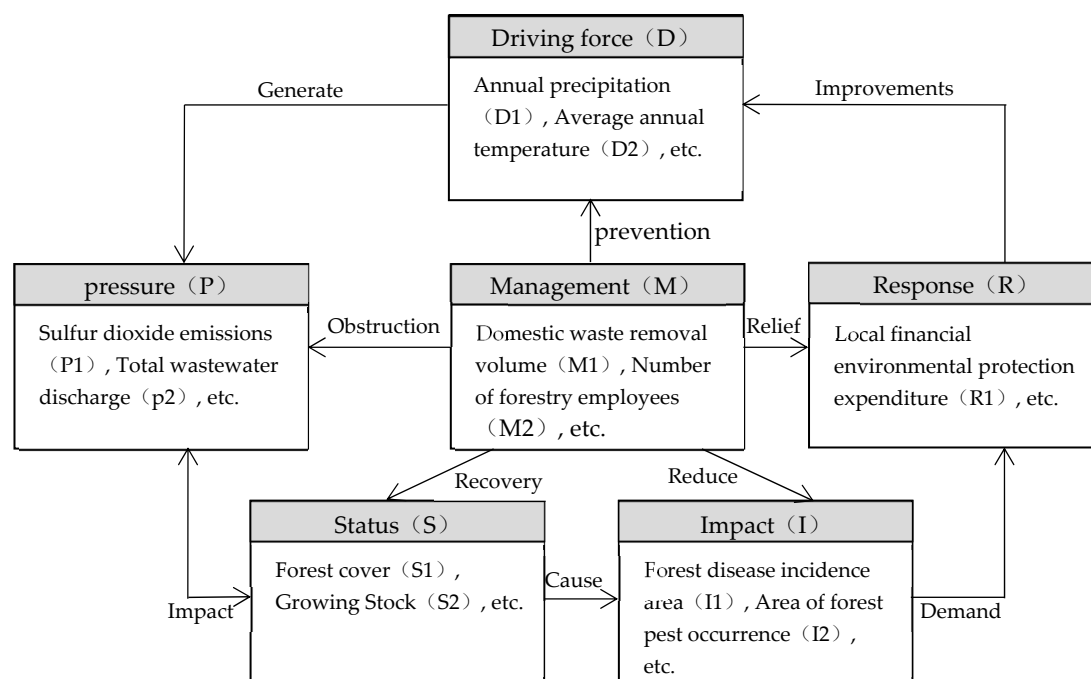 Driving force（D）
Generate
Annual precipitation
（D1）, Average annual
temperature（D2）, etc.
Improvements
prevention
pressure（P）
Sulfur dioxide emissions
（P1）, Total wastewater
discharge（p2）, etc.
Obstruction
Management（M）
Domestic waste removal
volume（M1）, Number
of forestry employees
（M2）, etc.
Relief
Response（R）
Local financial
environmental protection
expenditure（R1）, etc.
Recovery
Reduce
Impact
Status（S）
Forest cover（S1）,
Growing Stock（S2）, etc.
Cause
Impact（I）
Forest disease incidence
area（I1）, Area of forest
pest occurrence（I2）,
etc.
Demand